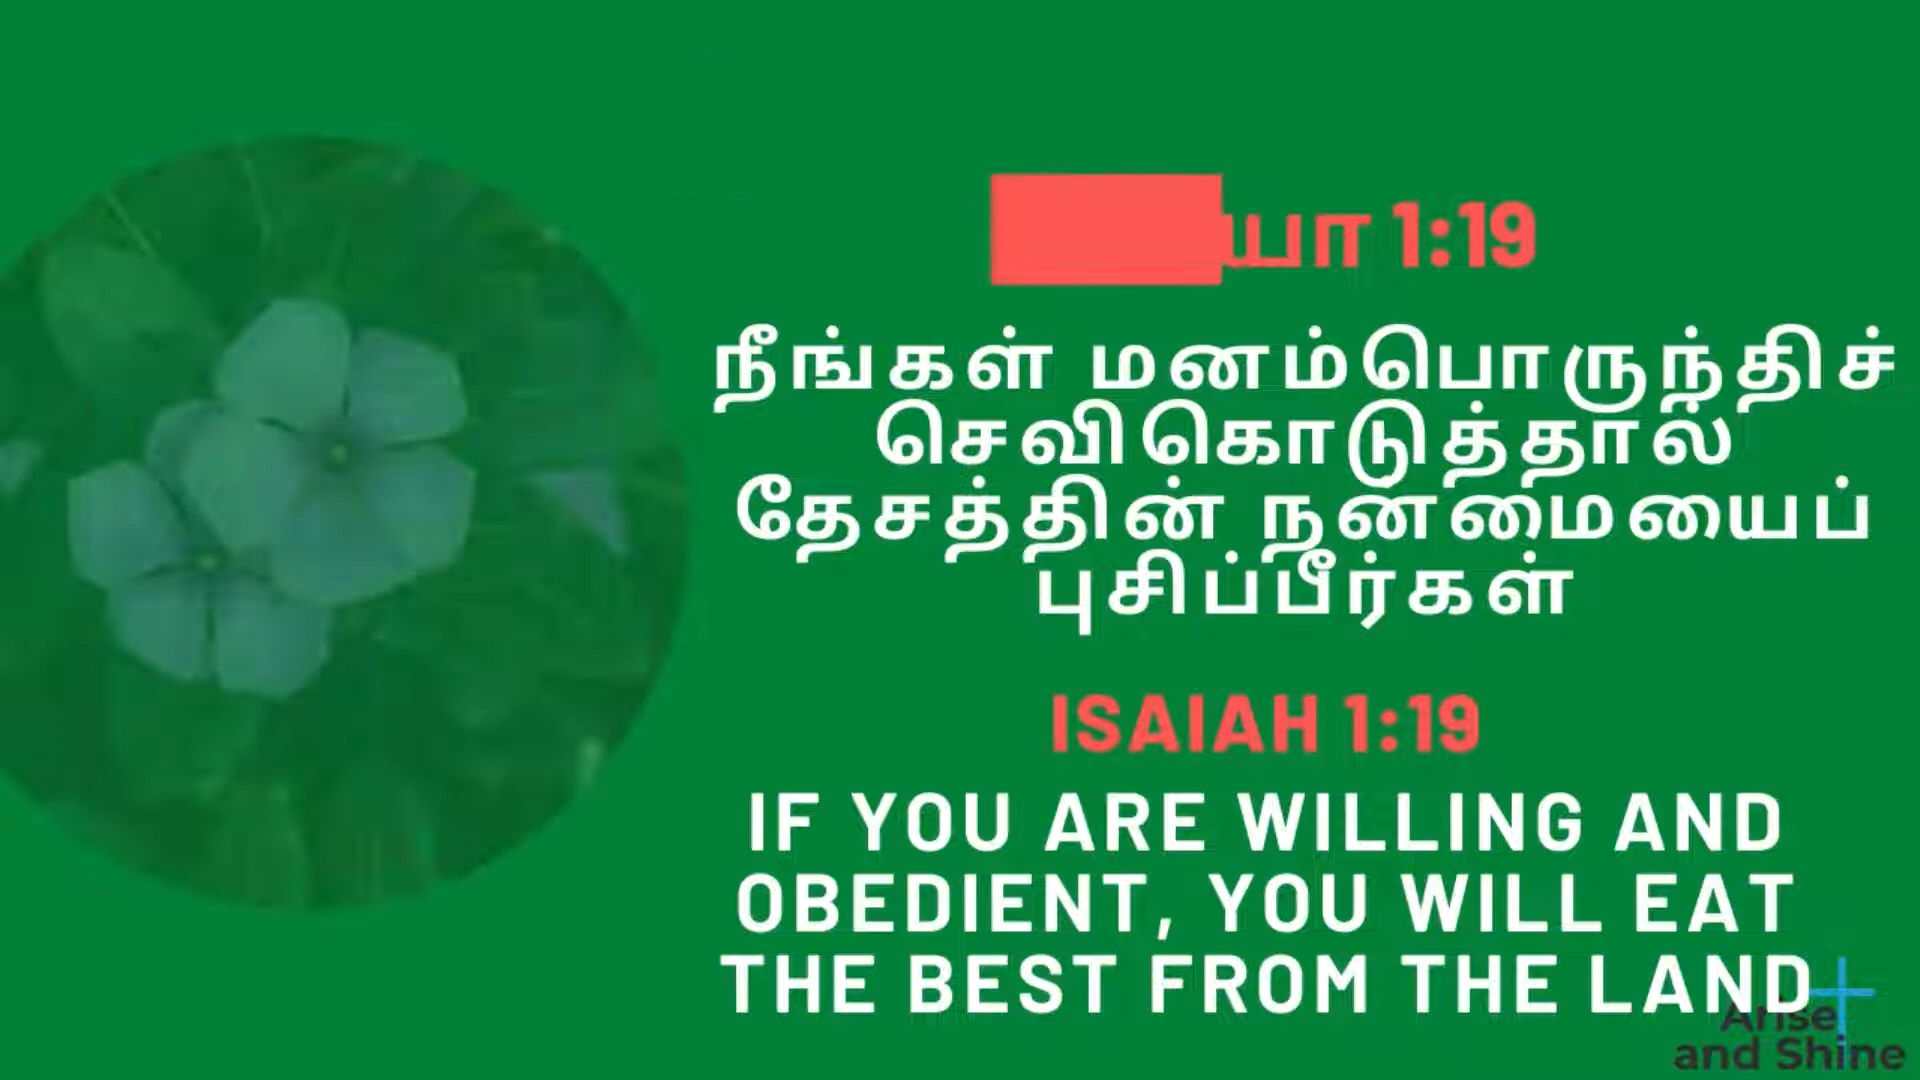 யா 1:19
நீங்கள் மனம்பொருந்திச்
செவிகொடுத்தால்
தேசத்தின் நன்மையைப்
புசிப்பீர்கள்
ISAIAH 1:19
IF YOU ARE WILLING AND
OBEDIENT, YOU WILL EAT
THE BEST FROM THE LAND
Arise
and Shine